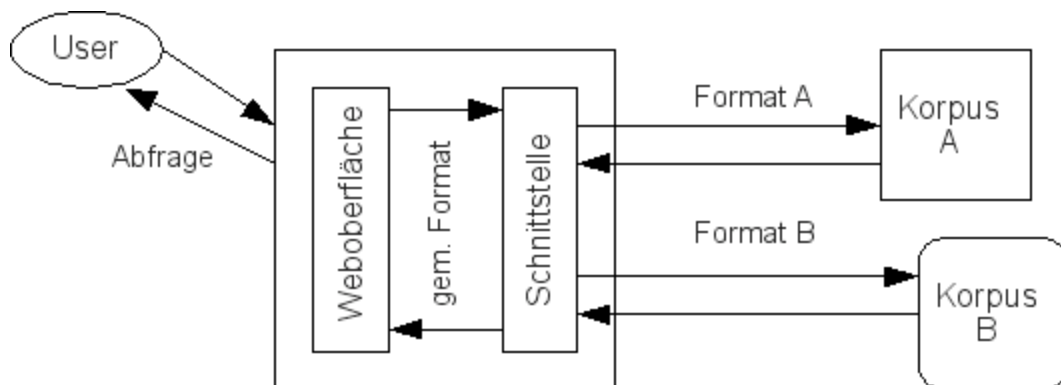 User
Abfrage
Weboberfläche
gem. Format
Schnittstelle
Format A
Korpus
A
Format B
Korpus
B